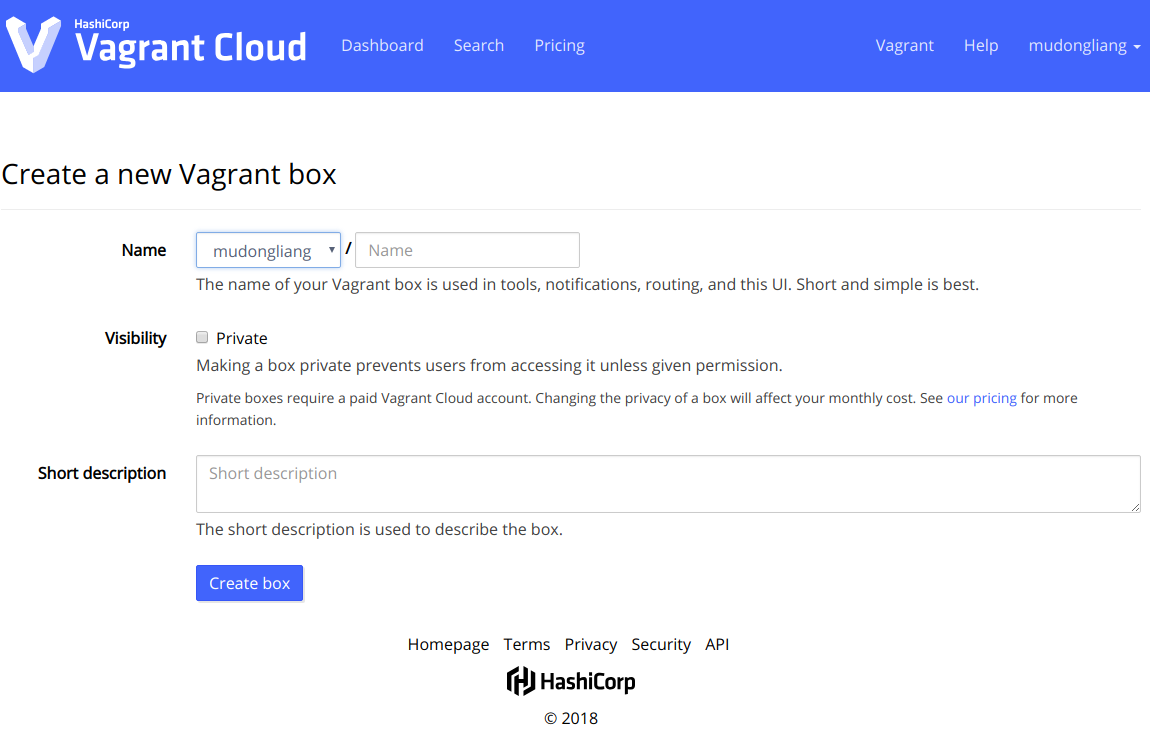 HashiCorp
Vagrant Cloud
Dashboard Search Pricing Vagrant Help mudongliang
Create a new Vagrant box
Name mudongliang / Name
The name of your Vagrant box is used in tools, notifications, routing, and this UI. Short and simple is best.
Visibility Private
Making a box private prevents users from accessing it unless given permission.
Private boxes require a paid Vagrant Cloud account. Changing the privacy of a box will affect your monthly cost. See our pricing for more
information.
Short description Short description
The short description is used to describe the box.
Create box
Homepage Terms Privacy Security API
HashiCorp
© 2018